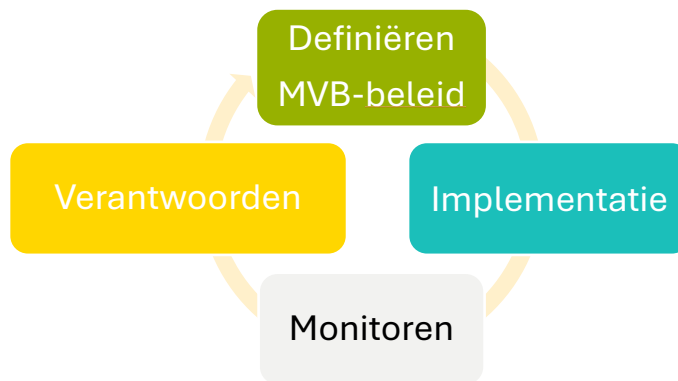 Definiëren
MVB-beleid
Verantwoorden
Implementatie
Monitoren